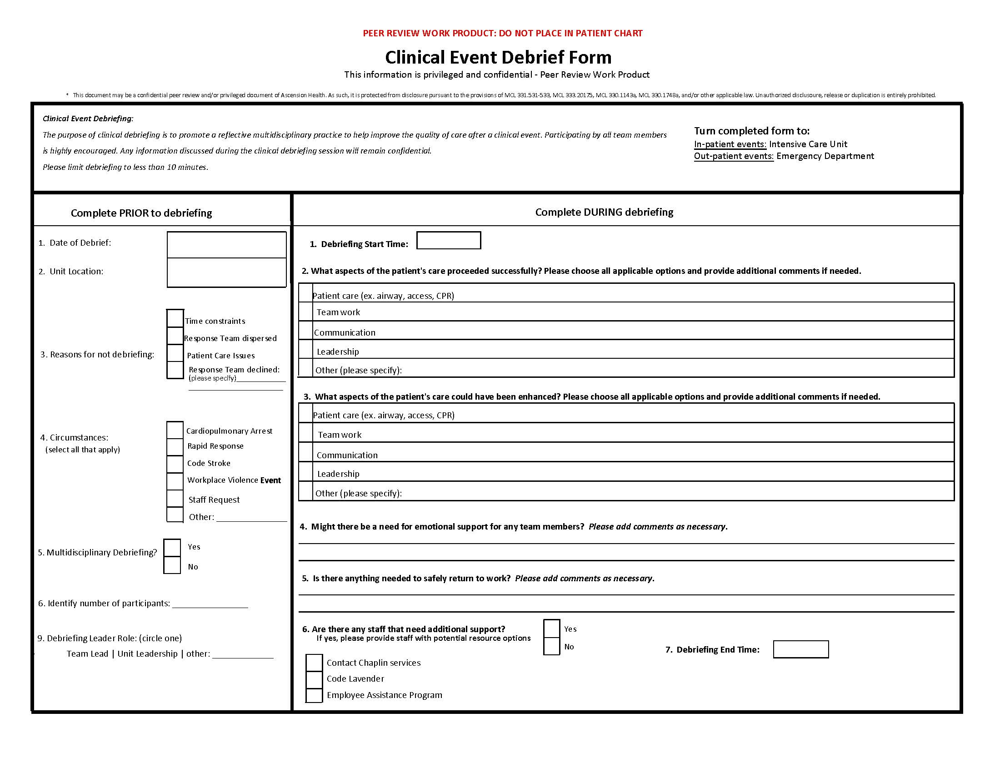 PEER REVIEW WORK PRODUCT: DO NOT PLACE IN PATIENT CHART
Clinical Event Debrief Form
This information is privileged and confidential - Peer Review Work Product
* This document may be a confidential peer review and/or privileged document of Ascension Health. As such, it is protected from disclosure pursuant to the provisions of MCL 331.531-533, MCL 333.20175, MCL 330.1143a, MCL 330.1748a, and/or other applicable law. Unauthorized disclusoure, release or duplication is entirely prohibited.
Clinical Event Debriefing:
The purpose of clinical debriefing is to promote a reflective multidisciplinary practice to help improve the quality of care after a clinical event. Participating by all team members
is highly encouraged. Any information discussed during the clinical debriefing session will remain confidential.
Please limit debriefing to less than 10 minutes.
Turn completed form to:
In-patient events: Intensive Care Unit
Out-patient events: Emergency Department
Complete PRIOR to debriefing
1. Date of Debrief:
2. Unit Location:
3. Reasons for not debriefing:
Time constraints
Response Team dispersed
Patient Care Issues
Response Team declined:
(please specify)____________
____________________
4. Circumstances:
(select all that apply)
Cardiopulmonary Arrest
Rapid Response
Code Stroke
Workplace Violence Event
Staff Request
Other: _______________
5. Multidisciplinary Debriefing?
Yes
No
6. Identify number of participants: ________________
9. Debriefing Leader Role: (circle one)
Team Lead | Unit Leadership | other: _____________
Complete DURING debriefing
1. Debriefing Start Time:
2. What aspects of the patient's care proceeded successfully? Please choose all applicable options and provide additional comments if needed.
Patient care (ex. airway, access, CPR)
Team work
Communication
Leadership
Other (please specify):
3. What aspects of the patient's care could have been enhanced? Please choose all applicable options and provide additional comments if needed.
Patient care (ex. airway, access, CPR)
Team work
Communication
Leadership
Other (please specify):
4. Might there be a need for emotional support for any team members? Please add comments as necessary.
5. Is there anything needed to safely return to work? Please add comments as necessary.
6. Are there any staff that need additional support?
If yes, please provide staff with potential resource options
Yes
No
Contact Chaplin services
Code Lavender
Employee Assistance Program
7. Debriefing End Time: